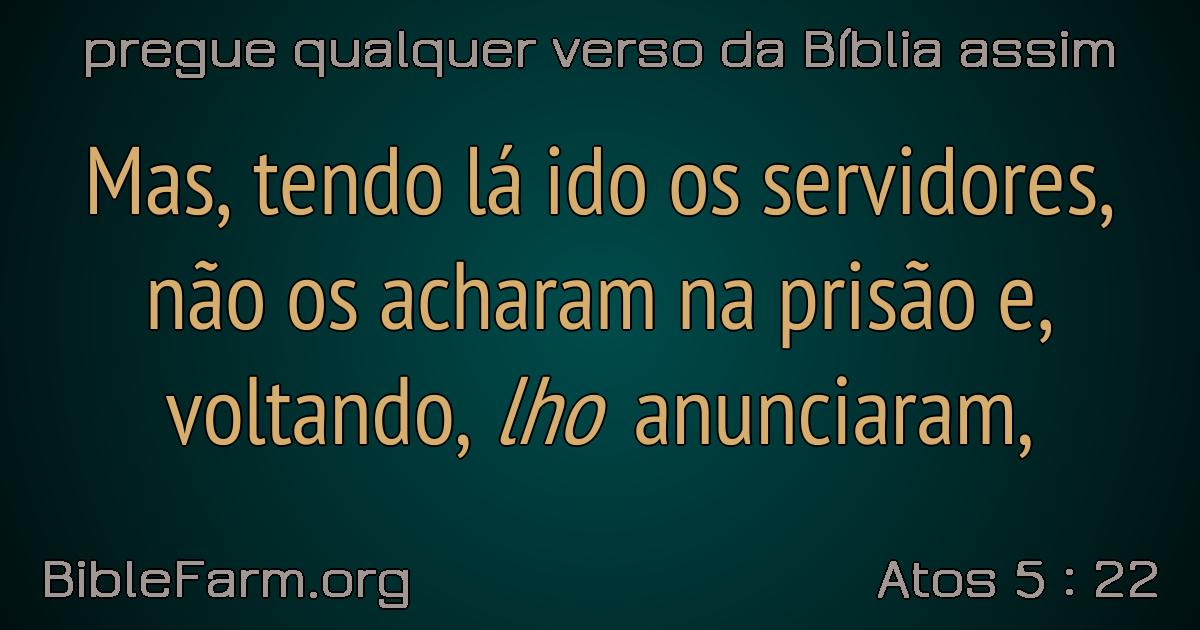 pregue qualquer verso da Bíblia assim
Mas, tendo lá ido os servidores,
não os acharam na prisão e,
voltando, lho anunciaram,
BibleFarm.org
Atos 5 : 22